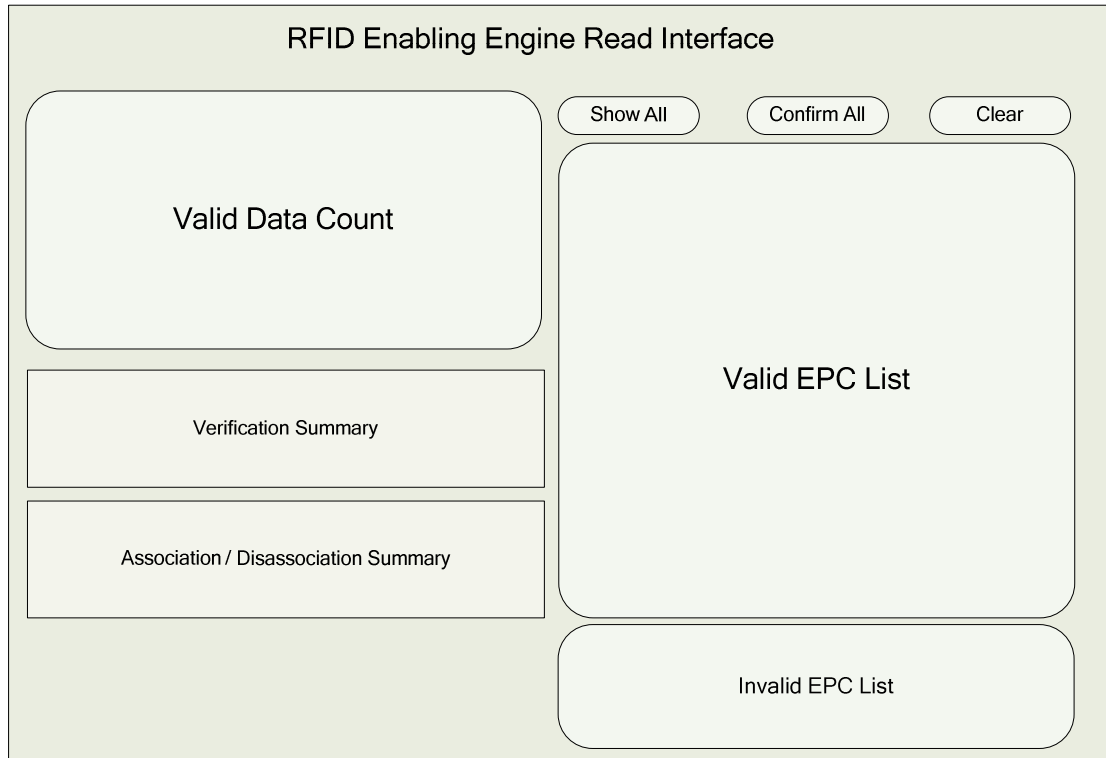 RFID Enabling Engine Read Interface
Valid Data Count
Verification Summary
Association / Disassociation Summary
Show All
Confirm All
Clear
Valid EPC List
Invalid EPC List